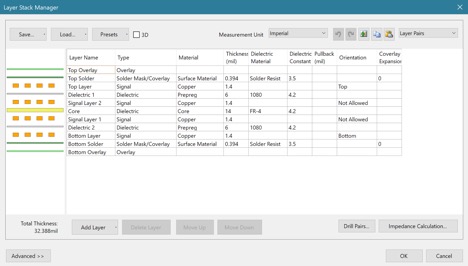 Layer Stack Manager
Save... Load... Presets 3D Measurement Unit Imperial Layer Pairs
Layer Name Type Material Thickness (mil) Dielectric Material Dielectric Constant Pullback (mil) Orientation Coverlay Expansion
Top Overlay Overlay
Top Solder Solder Mask/Coverlay Surface Material 0.394 Solder Resist 3.5 0
Top Layer Signal Copper 1.4 Top
Dielectric 1 Dielectric Prepreg 6 1080 4.2
Signal Layer 2 Signal Copper 1.4 Not Allowed
Core Dielectric Core 14 FR-4 4.2
Signal Layer 1 Signal Copper 1.4 Not Allowed
Dielectric 2 Dielectric Prepreg 6 1080 4.2
Bottom Layer Signal Copper 1.4 Bottom
Bottom Solder Solder Mask/Coverlay Surface Material 0.394 Solder Resist 3.5 0
Bottom Overlay Overlay
Total Thickness: 32.388mil Add Layer Delete Layer Move Up Move Down Drill Pairs... Impedance Calculation...
Advanced >> OK Cancel